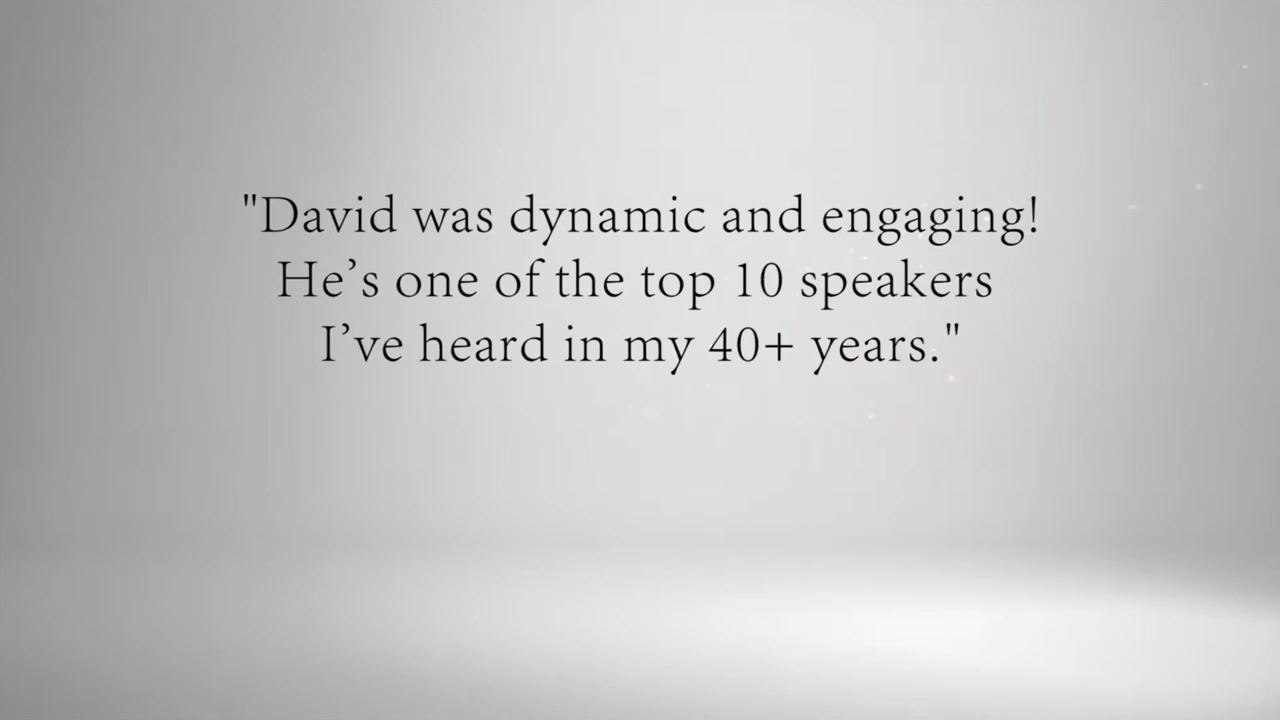 "David was dynamic and engaging!
He’s one of the top 10 speakers
I’ve heard in my 40+ years."